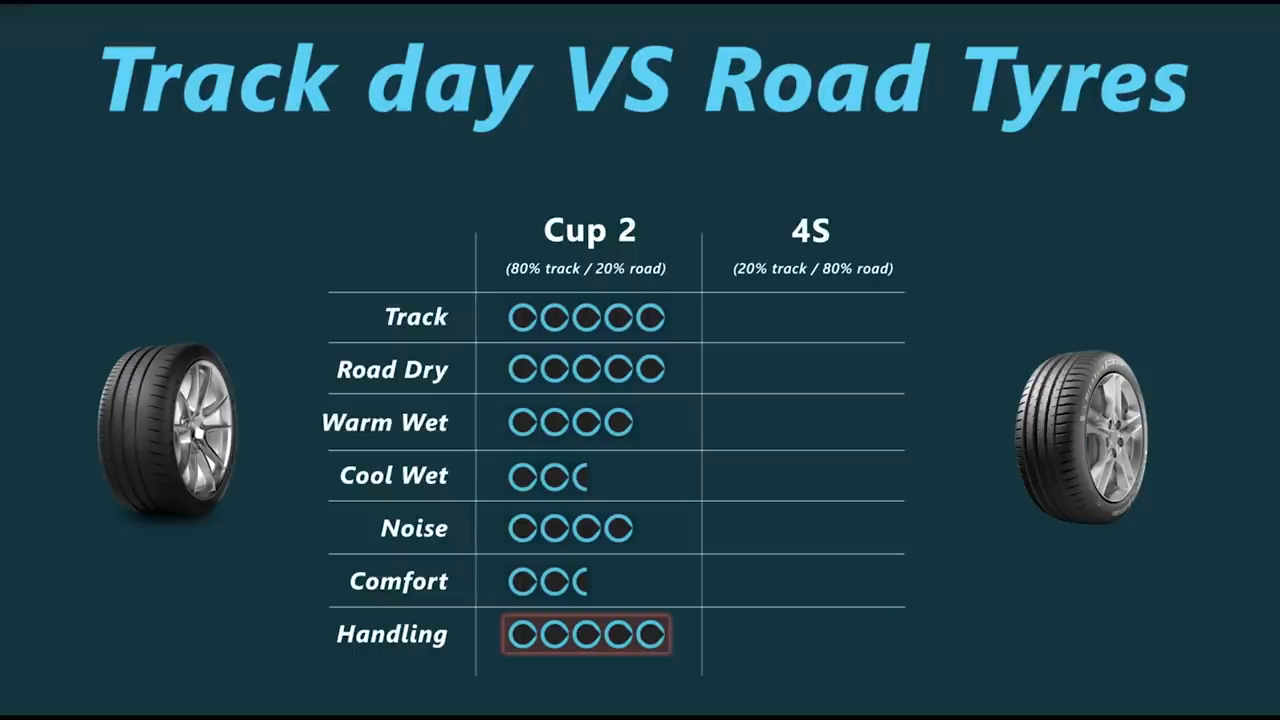 Track day VS Road Tyres
Cup 2
4S
(80% track / 20% road)
(20% track / 80% road)
Track
Road Dry
Warm Wet
Cool Wet
Noise
Comfort
Handling